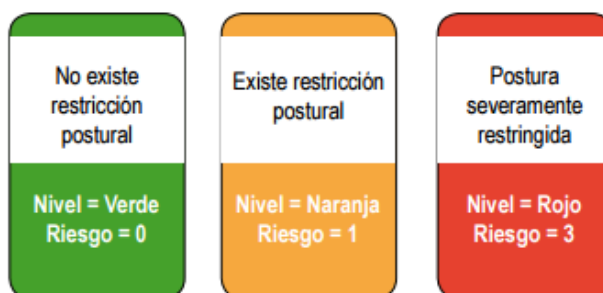 No existe
restricción
postural
Nivel = Verde
Riesgo = 0
Existe restricción
postural
Nivel = Naranja
Riesgo = 1
Postura
severamente
restringida
Nivel = Rojo
Riesgo = 3